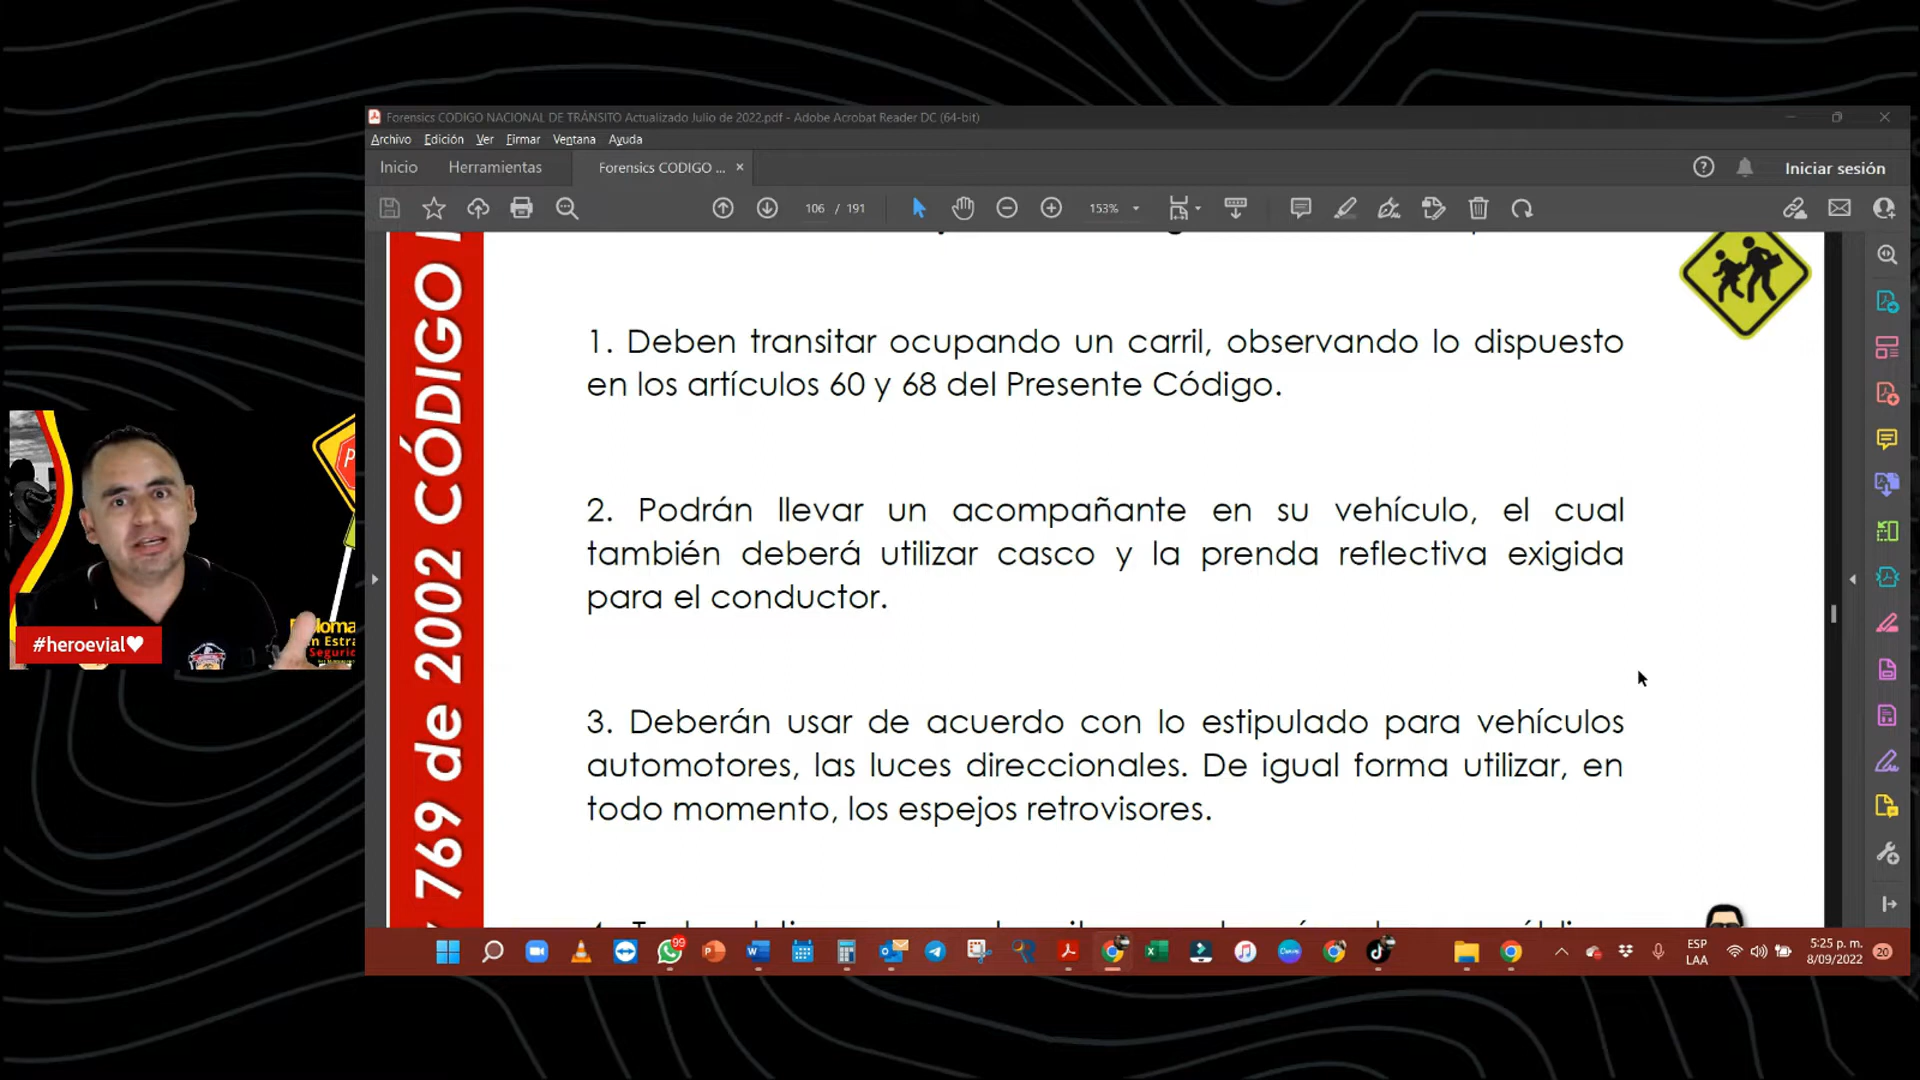 Forensics CODIGO NACIONAL DE TRÁNSITO Actualizado Julio de 2022.pdf - Adobe Acrobat Reader DC (64-bit)
Archivo Edición Ver Firmar Ventana Ayuda
Inicio Herramientas Forensics CODIGO ... × Iniciar sesión
106 / 191 153%
769 de 2002 CÓDIGO
1. Deben transitar ocupando un carril, observando lo dispuesto
en los artículos 60 y 68 del Presente Código.
2. Podrán llevar un acompañante en su vehículo, el cual
también deberá utilizar casco y la prenda reflectiva exigida
para el conductor.
3. Deberán usar de acuerdo con lo estipulado para vehículos
automotores, las luces direccionales. De igual forma utilizar, en
todo momento, los espejos retrovisores.
#heroevial♥
99
ESP
LAA
5:25 p. m.
8/09/2022
20